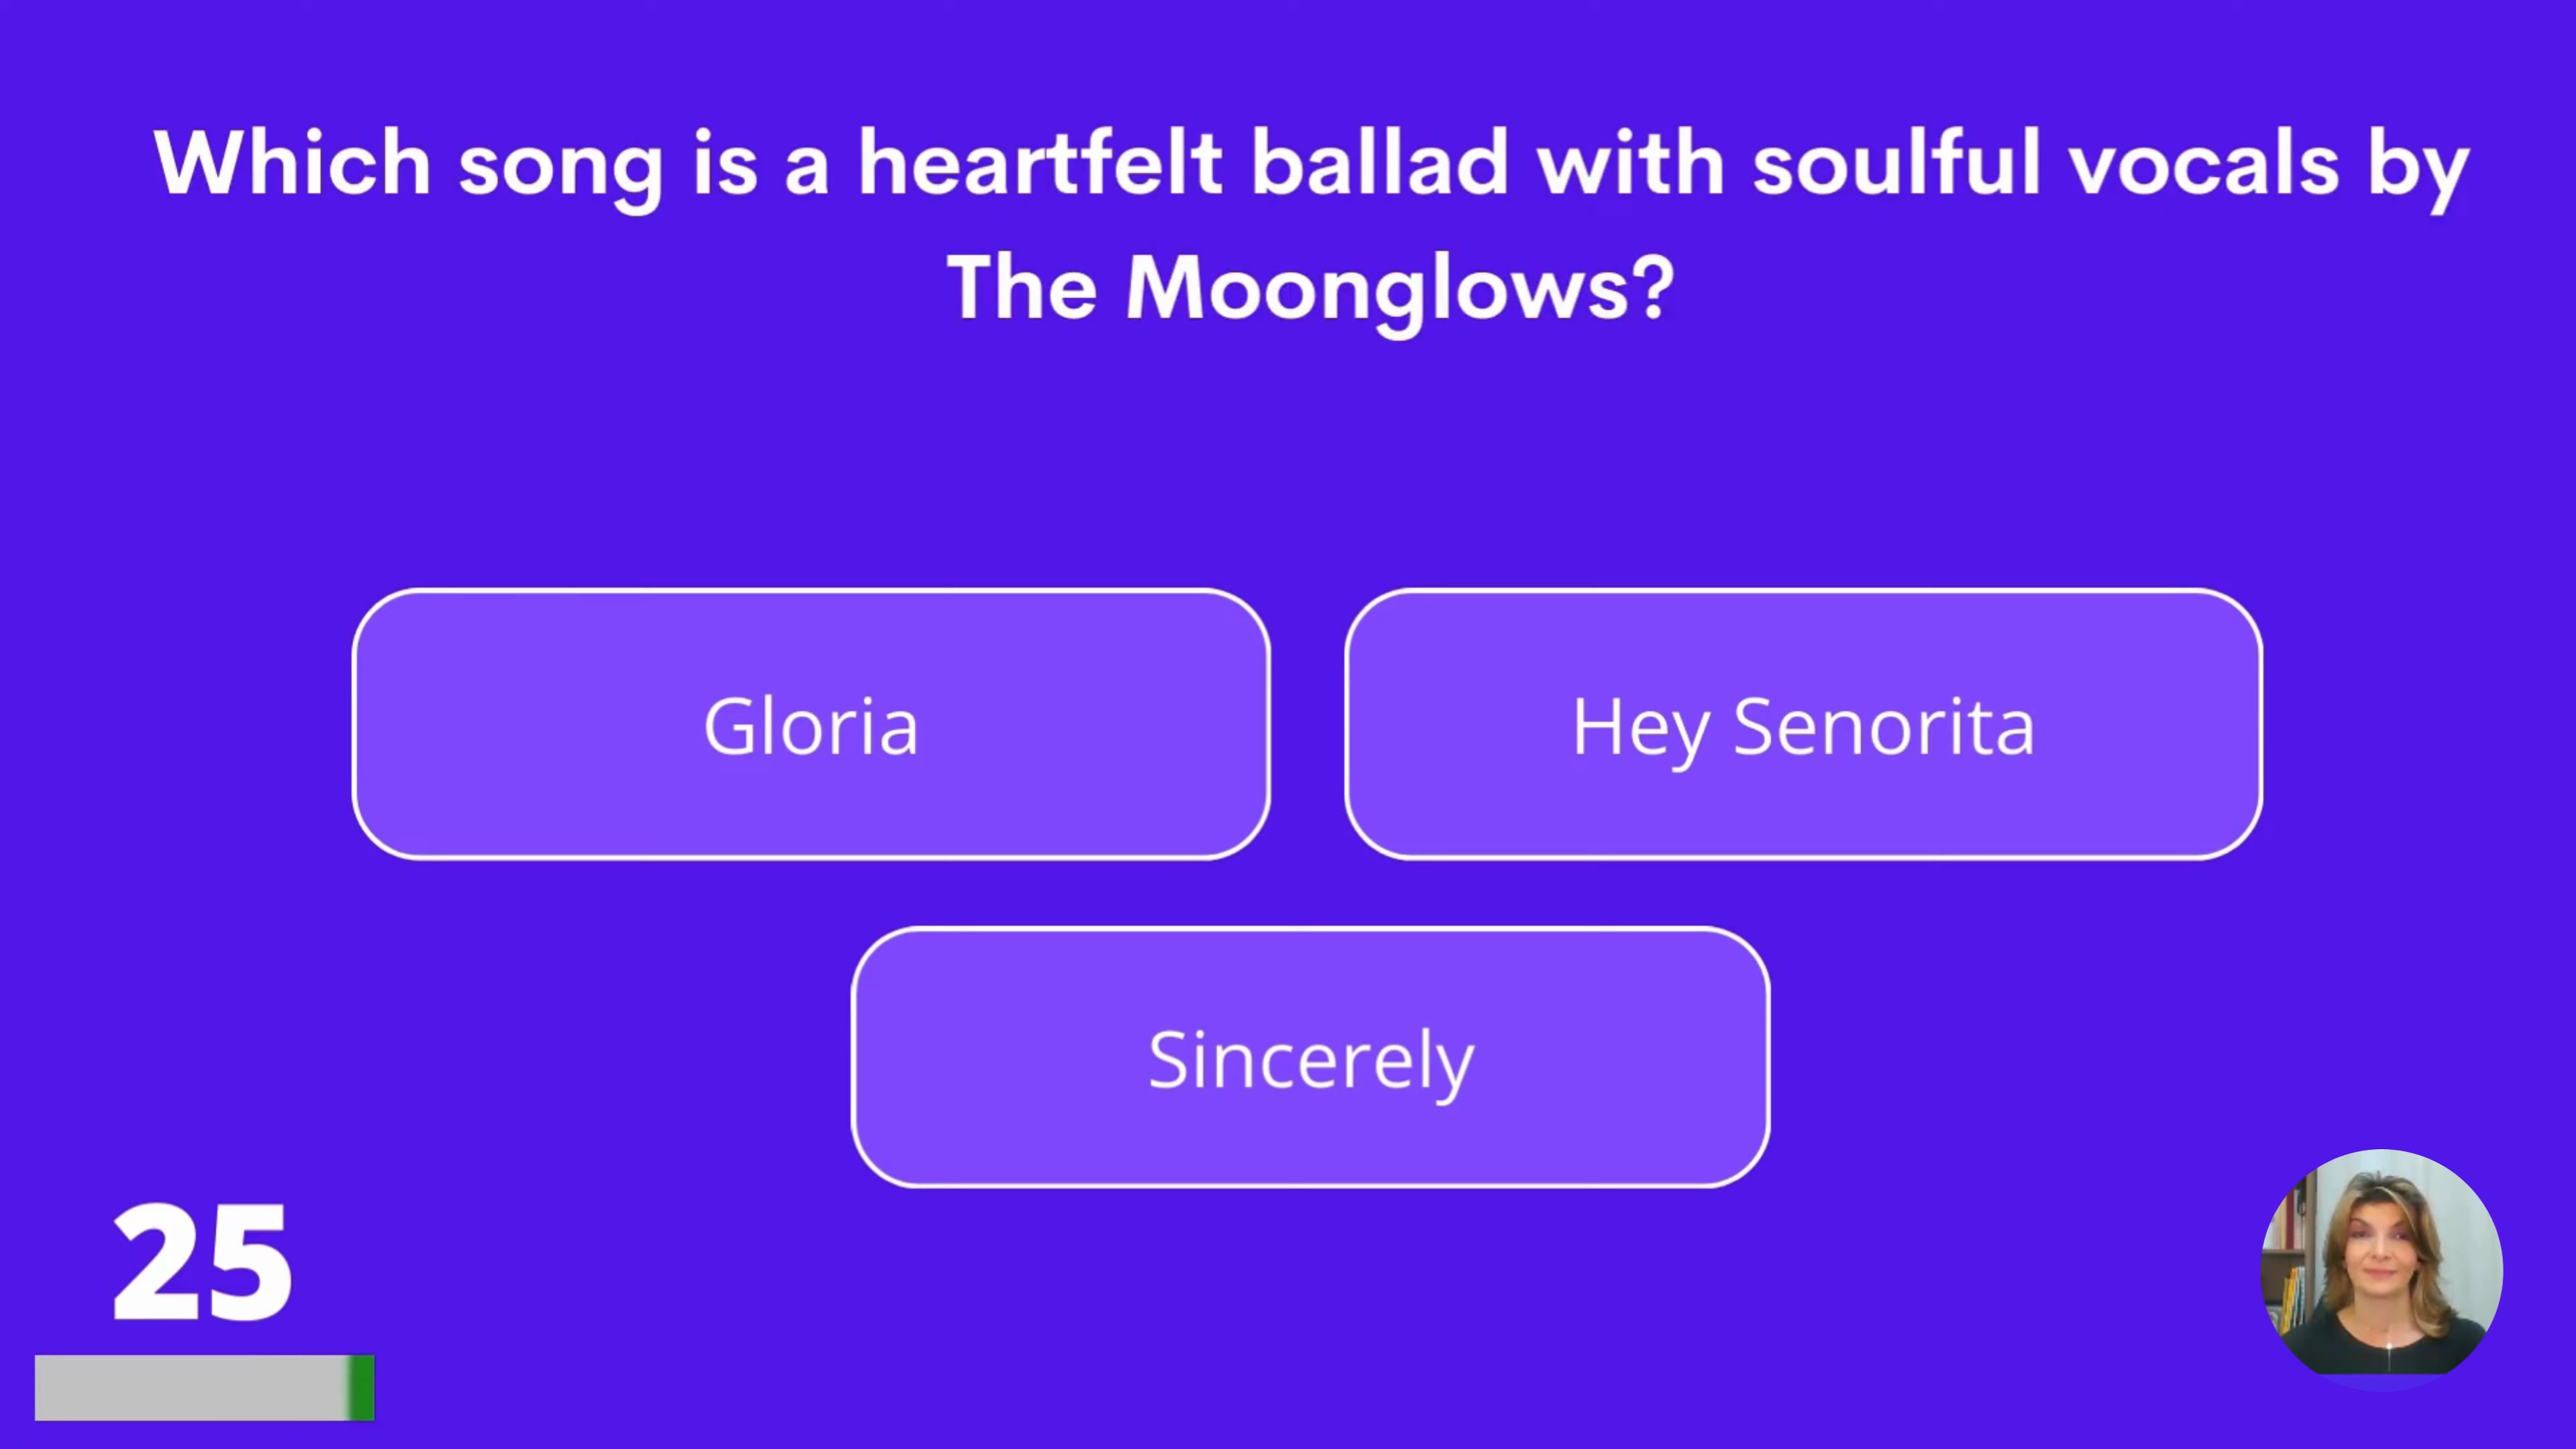 Which song is a heartfelt ballad with soulful vocals by
The Moonglows?
Gloria
Hey Senorita
Sincerely
25